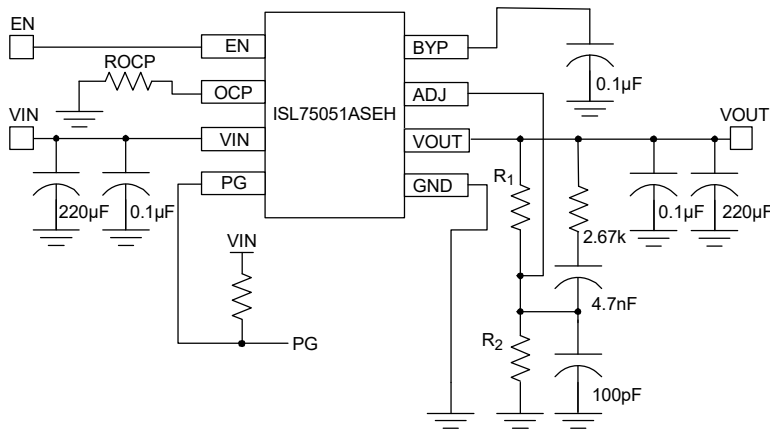 EN
EN
BYP
ROCP
OCP
ISL75051ASEH
ADJ
0.1µF
VIN
VIN
VOUT
VOUT
PG
GND
R1
220µF
0.1µF
2.67k
0.1µF
220µF
VIN
4.7nF
PG
R2
100pF